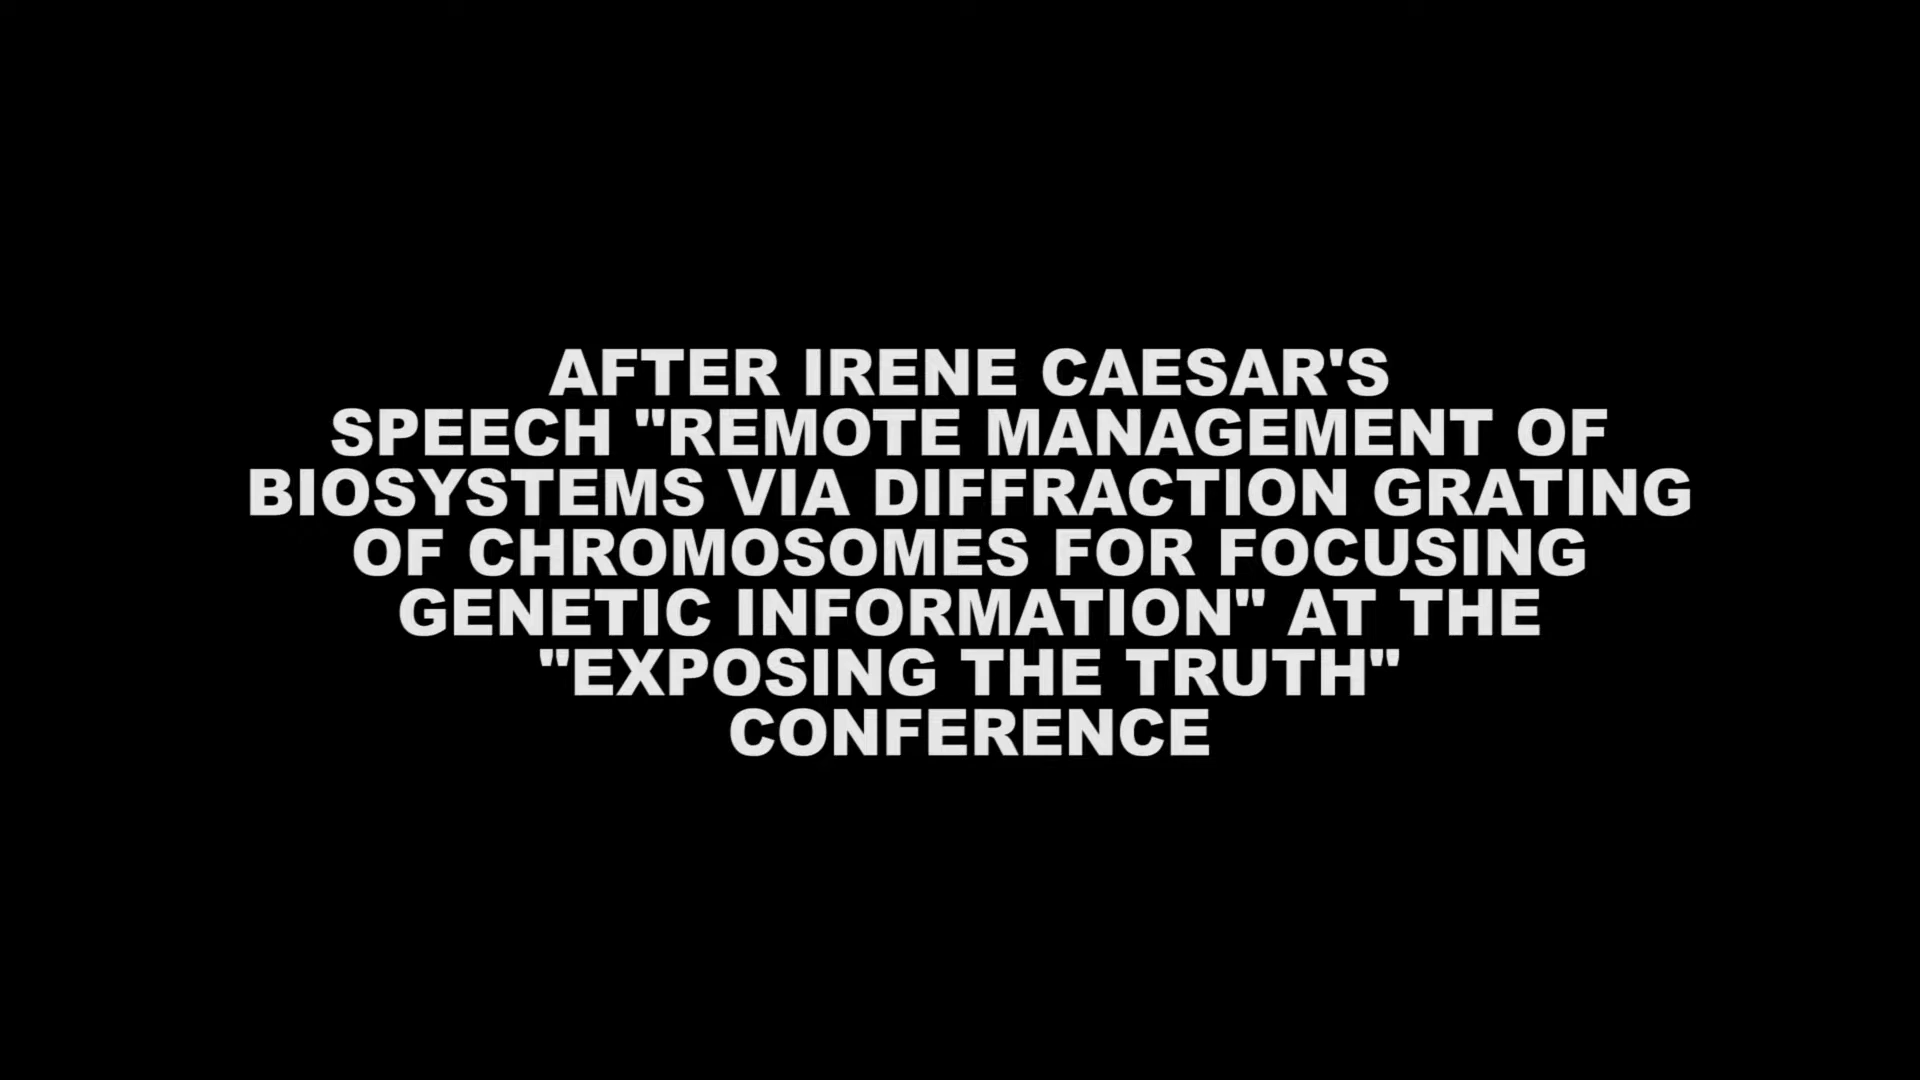 AFTER IRENE CAESAR'S
SPEECH "REMOTE MANAGEMENT OF
BIOSYSTEMS VIA DIFFRACTION GRATING
OF CHROMOSOMES FOR FOCUSING
GENETIC INFORMATION" AT THE
"EXPOSING THE TRUTH"
CONFERENCE